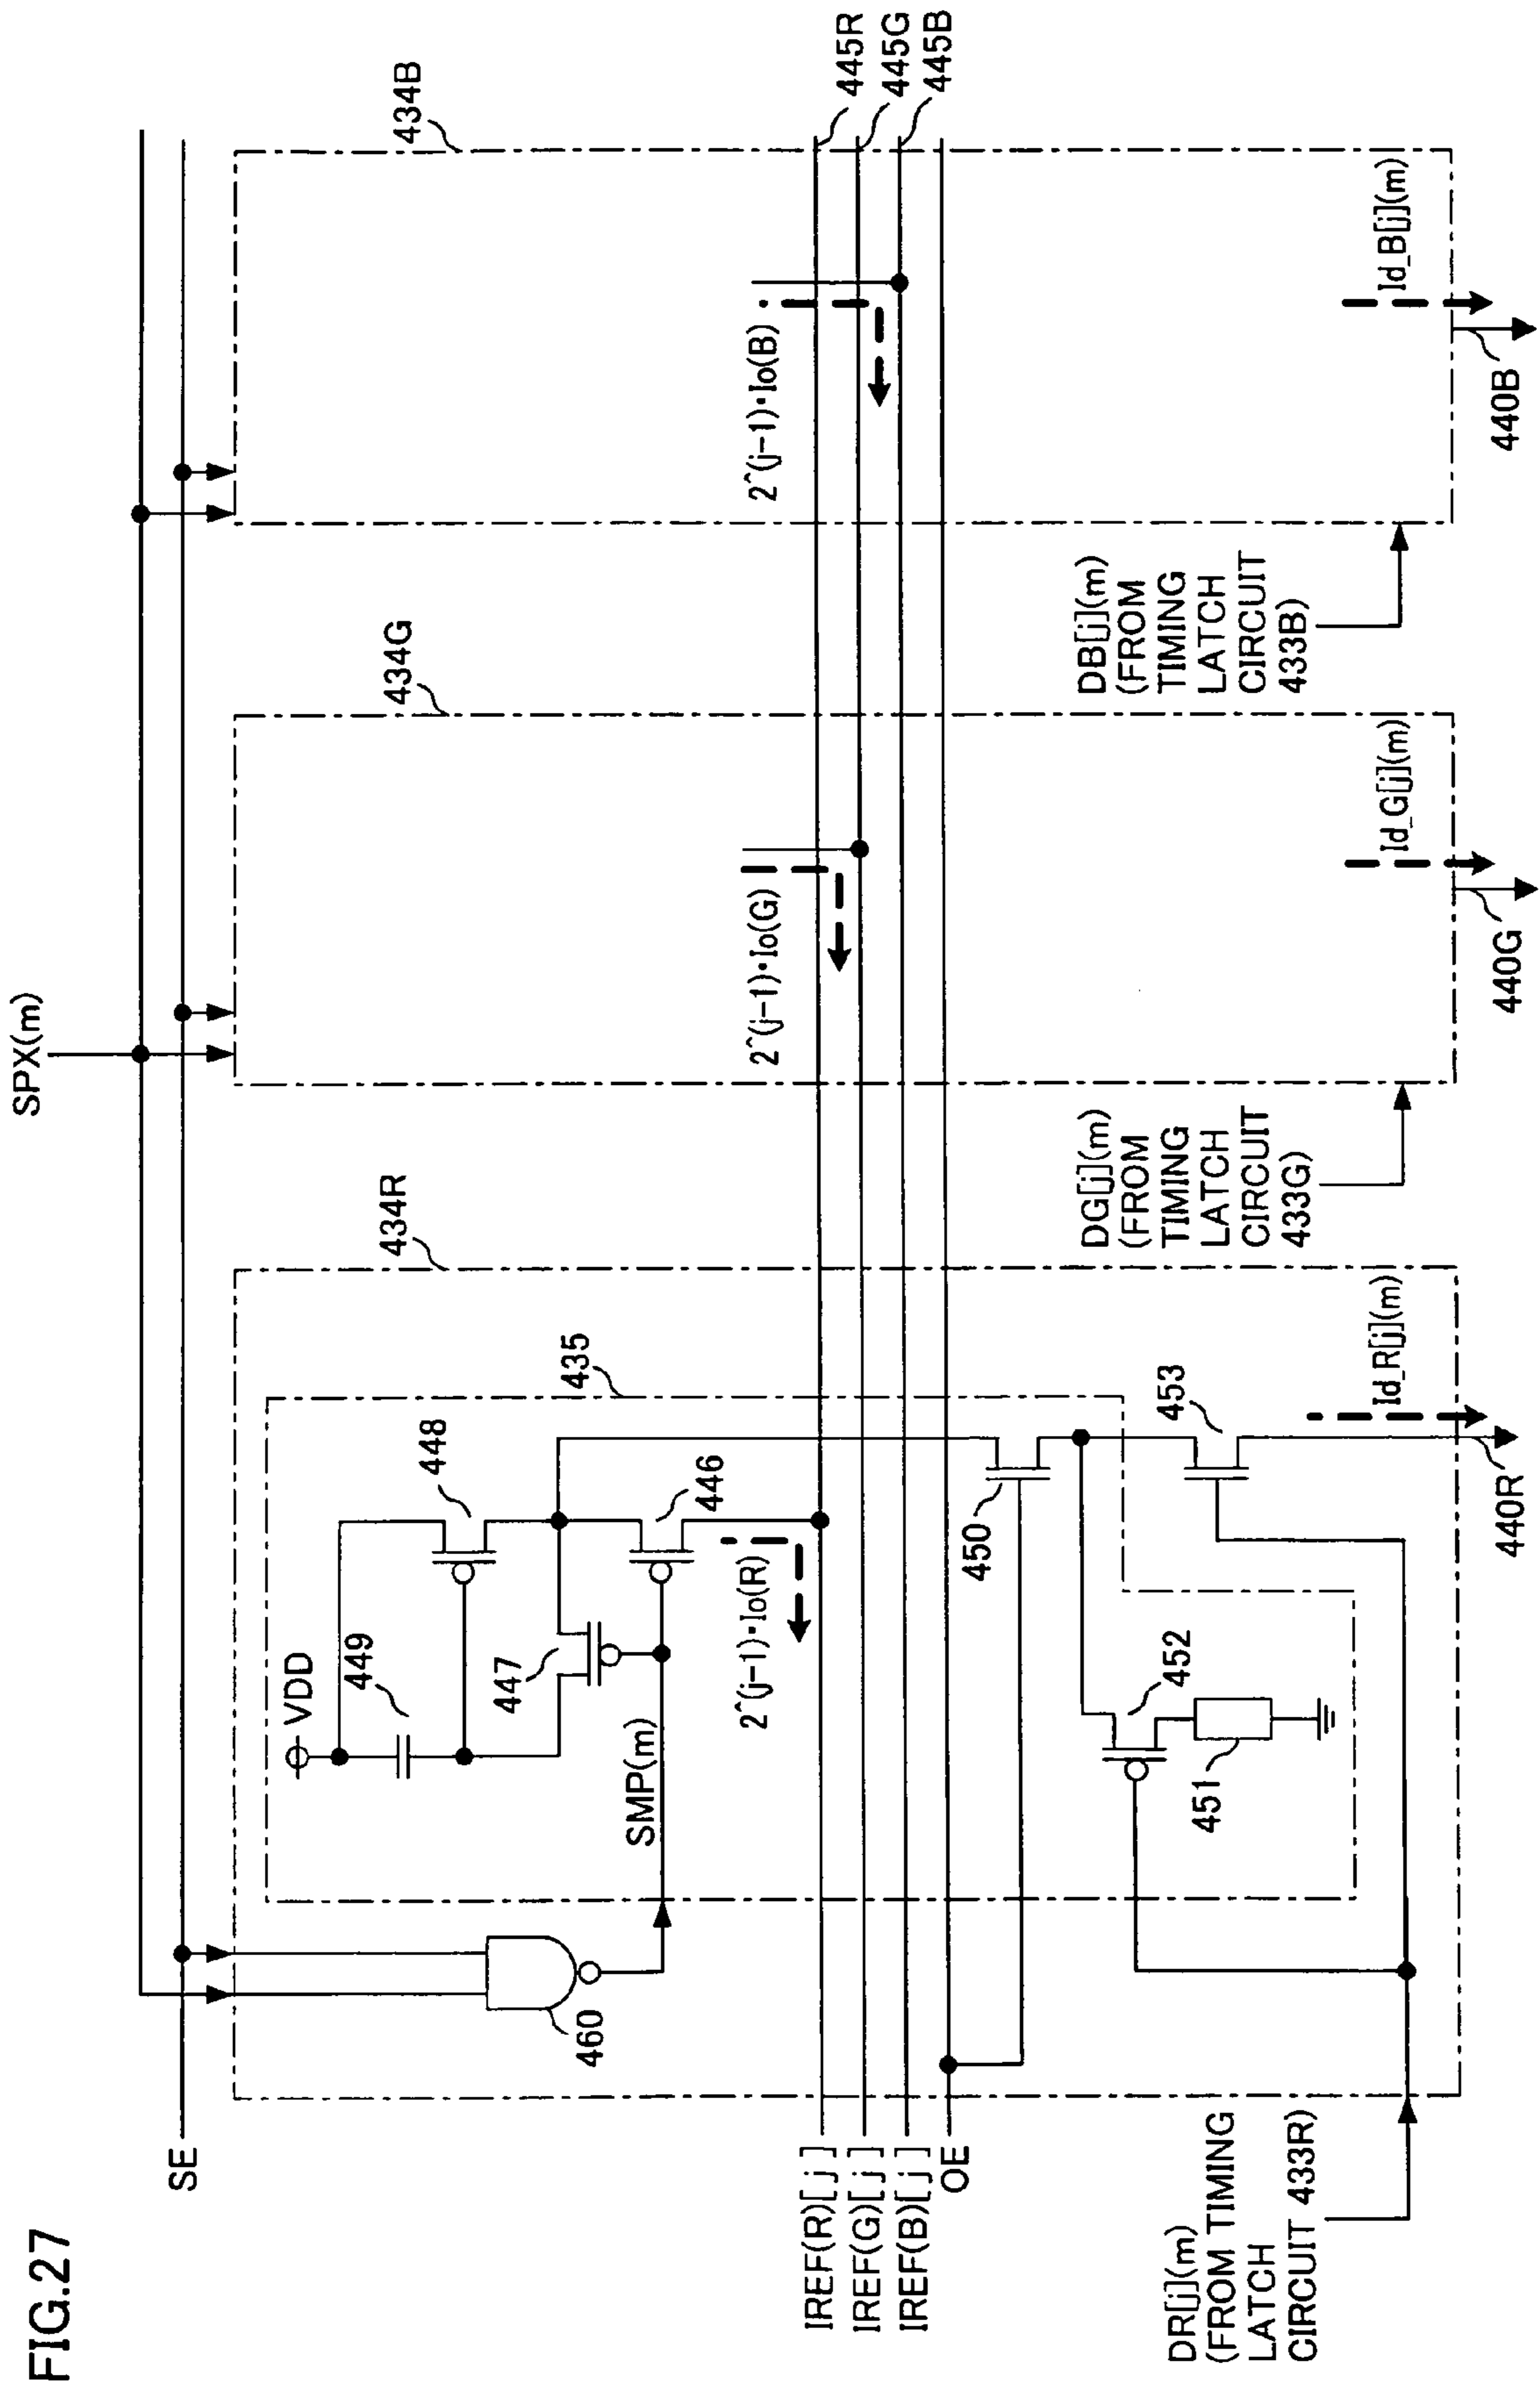 FIG.27
SPX(m)
SE
434R
434G
434B
435
VDD
449
448
447
446
460
SMP(m)
2^(j-1)·Io(R)
2^(j-1)·Io(G)
2^(j-1)·Io(B)
445R
445G
445B
IREF(R)[ j ]
IREF(G)[ j ]
IREF(B)[ j ]
OE
450
452
451
453
DR[j](m)
(FROM TIMING
LATCH
CIRCUIT 433R)
DG[j](m)
(FROM
TIMING
LATCH
CIRCUIT
433G)
DB[j](m)
(FROM
TIMING
LATCH
CIRCUIT
433B)
Id_R[j](m)
Id_G[j](m)
Id_B[j](m)
440R
440G
440B